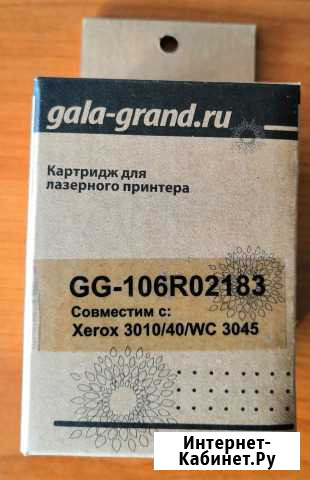 gala-grand.ru
Картридж для
лазерного принтера
GG-106R02183
Совместим с:
Xerox 3010/40/WC 3045
Интернет-
Кабинет.Ру